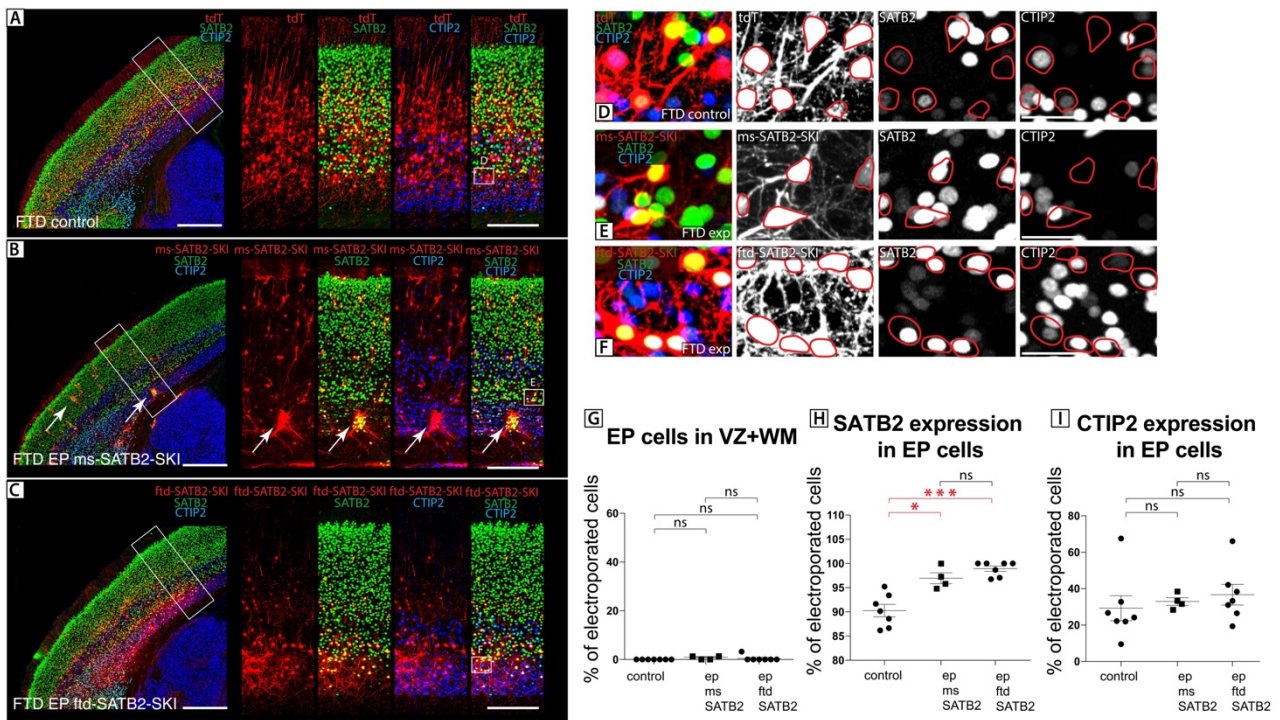 A
tdT
SATB2
CTIP2
FTD control
tdT
tdT
SATB2
tdT
CTIP2
tdT
SATB2
CTIP2
D
B
ms-SATB2-SKI
SATB2
CTIP2
FTD EP ms-SATB2-SKI
ms-SATB2-SKI
ms-SATB2-SKI
SATB2
ms-SATB2-SKI
CTIP2
ms-SATB2-SKI
SATB2
CTIP2
E
C
ftd-SATB2-SKI
SATB2
CTIP2
FTD EP ftd-SATB2-SKI
ftd-SATB2-SKI
ftd-SATB2-SKI
SATB2
ftd-SATB2-SKI
CTIP2
ftd-SATB2-SKI
SATB2
CTIP2
F
tdT
SATB2
CTIP2
D
FTD control
tdT
SATB2
CTIP2
ms-SATB2-SKI
SATB2
CTIP2
E
FTD exp
ms-SATB2-SKI
SATB2
CTIP2
ftd-SATB2-SKI
SATB2
CTIP2
F
FTD exp
ftd-SATB2-SKI
SATB2
CTIP2
G
EP cells in VZ+WM
% of electroporated cells
60
40
20
0
ns
ns
ns
control
ep
ms
SATB2
ep
ftd
SATB2
H
SATB2 expression
in EP cells
% of electroporated cells
110
105
100
95
90
85
80
ns
***
*
control
ep
ms
SATB2
ep
ftd
SATB2
I
CTIP2 expression
in EP cells
% of electroporated cells
80
60
40
20
0
ns
ns
control
ep
ms
SATB2
ep
ftd
SATB2